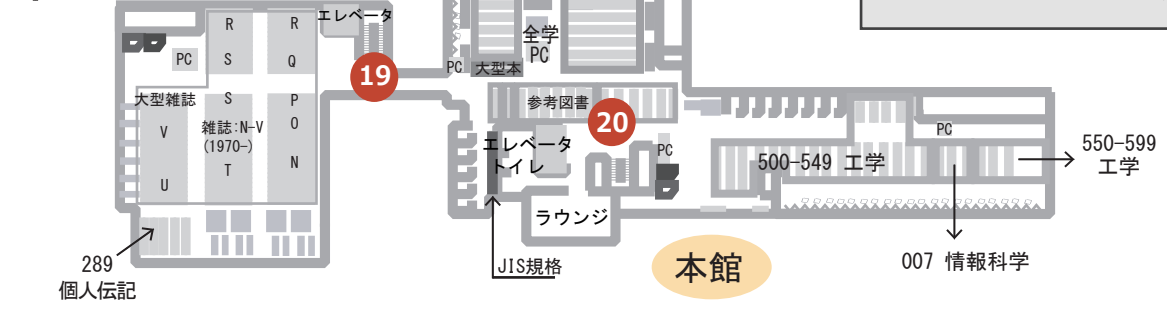 エレベータ
R
R
S
Q
PC
大型雑誌
S
P
V
雑誌:N-V
(1970-)
O
T
N
U
19
全学
PC
PC
大型本
参考図書
20
エレベータ
トイレ
PC
ラウンジ
500-549 工学
PC
550-599
工学
289
個人伝記
JIS規格
本館
007 情報科学